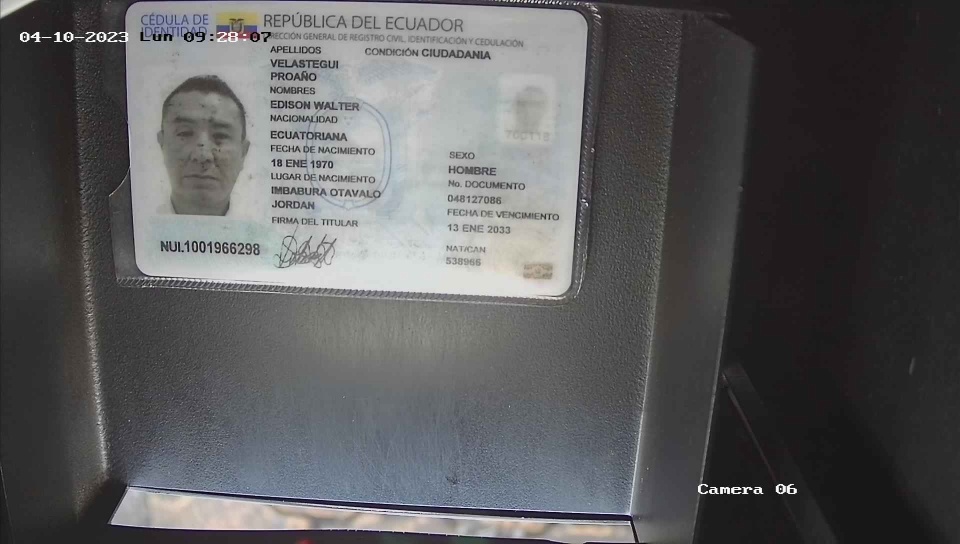 CÉDULA DE IDENTIDAD
REPÚBLICA DEL ECUADOR
DIRECCIÓN GENERAL DE REGISTRO CIVIL, IDENTIFICACIÓN Y CEDULACIÓN
04-10-2023 Lun 09:28:07
APELLIDOS
CONDICIÓN CIUDADANIA
VELASTEGUI
PROAÑO
NOMBRES
EDISON WALTER
NACIONALIDAD
ECUATORIANA
FECHA DE NACIMIENTO
18 ENE 1970
LUGAR DE NACIMIENTO
IMBABURA OTAVALO
JORDAN
FIRMA DEL TITULAR
SEXO
HOMBRE
No. DOCUMENTO
048127086
FECHA DE VENCIMIENTO
13 ENE 2033
NAT/CAN
538966
NUI.1001966298
Camera 06